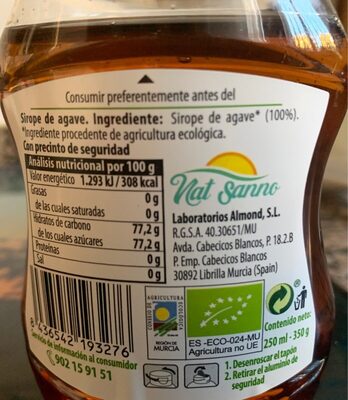 Consumir preferentemente antes del
Sirope de agave. Ingrediente: Sirope de agave* (100%).
*Ingrediente procedente de agricultura ecológica.
Con precinto de seguridad
Análisis nutricional por 100 g
Valor energético 1.293 kJ / 308 kcal
Grasas 0 g
de las cuales saturadas 0 g
Hidratos de carbono 77,2 g
de los cuales azúcares 77,2 g
Proteínas 0 g
Sal 0 g
Nat Sanno
Laboratorios Almond, S.L.
R.G.S.A. 40.30651/MU
Avda. Cabecicos Blancos, P. 18.2.B
P. Emp. Cabecicos Blancos
30892 Librilla Murcia (Spain)
8 436542 193276
Servicio de información al consumidor
902 15 91 51
AGRICULTURA
ECOLÓGICA
REGIÓN DE
MURCIA
ES -ECO-024-MU
Agricultura no UE
Contenido neto:
250 ml - 350 g
1. Desenroscar el tapón
2. Retirar el aluminio de
seguridad